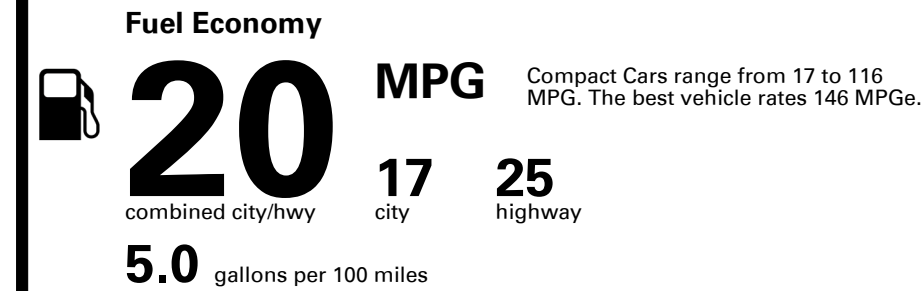 Fuel Economy
20 MPG
Compact Cars range from 17 to 116
MPG. The best vehicle rates 146 MPGe.
combined city/hwy
17 city
25 highway
5.0 gallons per 100 miles